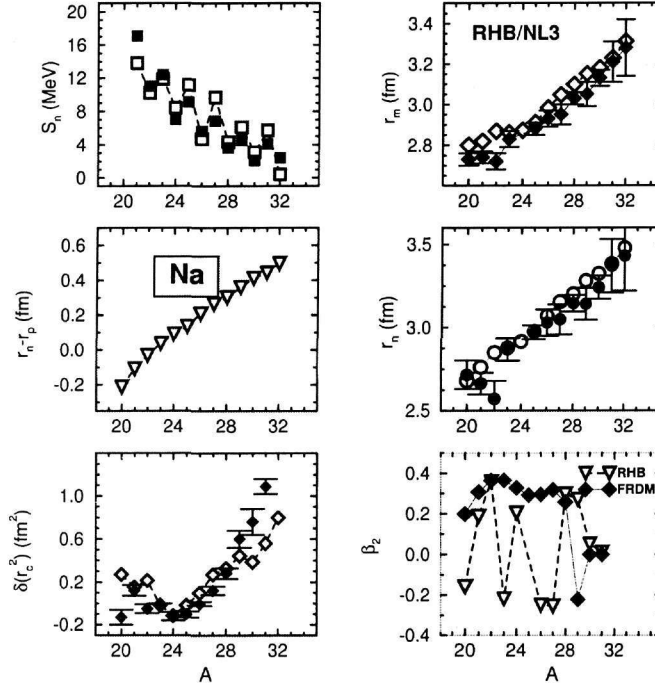 20
16
12
8
4
0
S_n (MeV)
20 24 28 32
RHB/NL3
3.4
3.2
3.0
2.8
r_m (fm)
20 24 28 32
Na
0.6
0.4
0.2
0.0
-0.2
r_n-r_p (fm)
20 24 28 32
3.5
3.0
2.5
r_n (fm)
20 24 28 32
1.0
0.6
0.2
-0.2
δ⟨r_c^2⟩ (fm^2)
20 24 28 32
A
RHB
FRDM
0.4
0.2
0.0
-0.2
-0.4
β_2
20 24 28 32
A